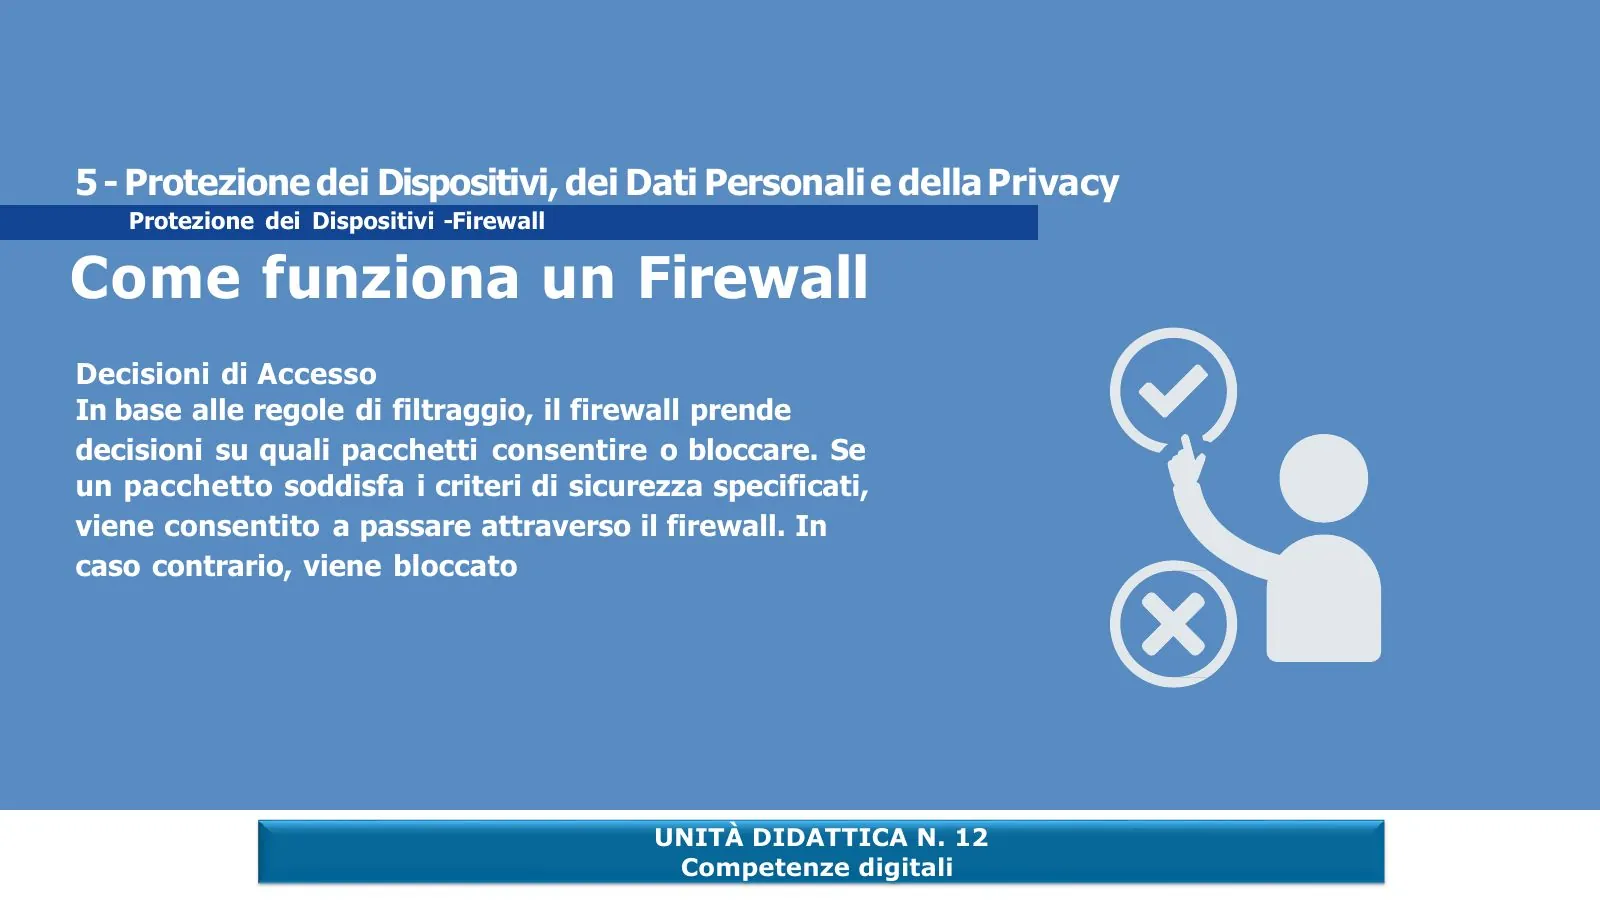 5 - Protezione dei Dispositivi, dei Dati Personali e della Privacy
Protezione dei Dispositivi -Firewall
Come funziona un Firewall
Decisioni di Accesso
In base alle regole di filtraggio, il firewall prende
decisioni su quali pacchetti consentire o bloccare. Se
un pacchetto soddisfa i criteri di sicurezza specificati,
viene consentito a passare attraverso il firewall. In
caso contrario, viene bloccato
UNITÀ DIDATTICA N. 12
Competenze digitali